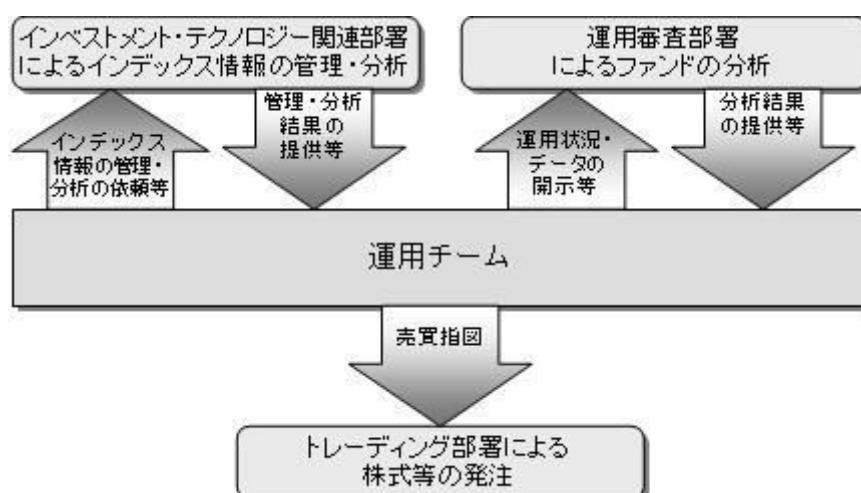 インベストメント・テクノロジー関連部署
によるインデックス情報の管理・分析
運用審査部署
によるファンドの分析
インデックス
情報の管理・
分析の依頼等
管理・分析
結果の
提供等
運用状況・
データの
開示等
分析結果
の提供等
運用チーム
売買指図
トレーディング部署による
株式等の発注